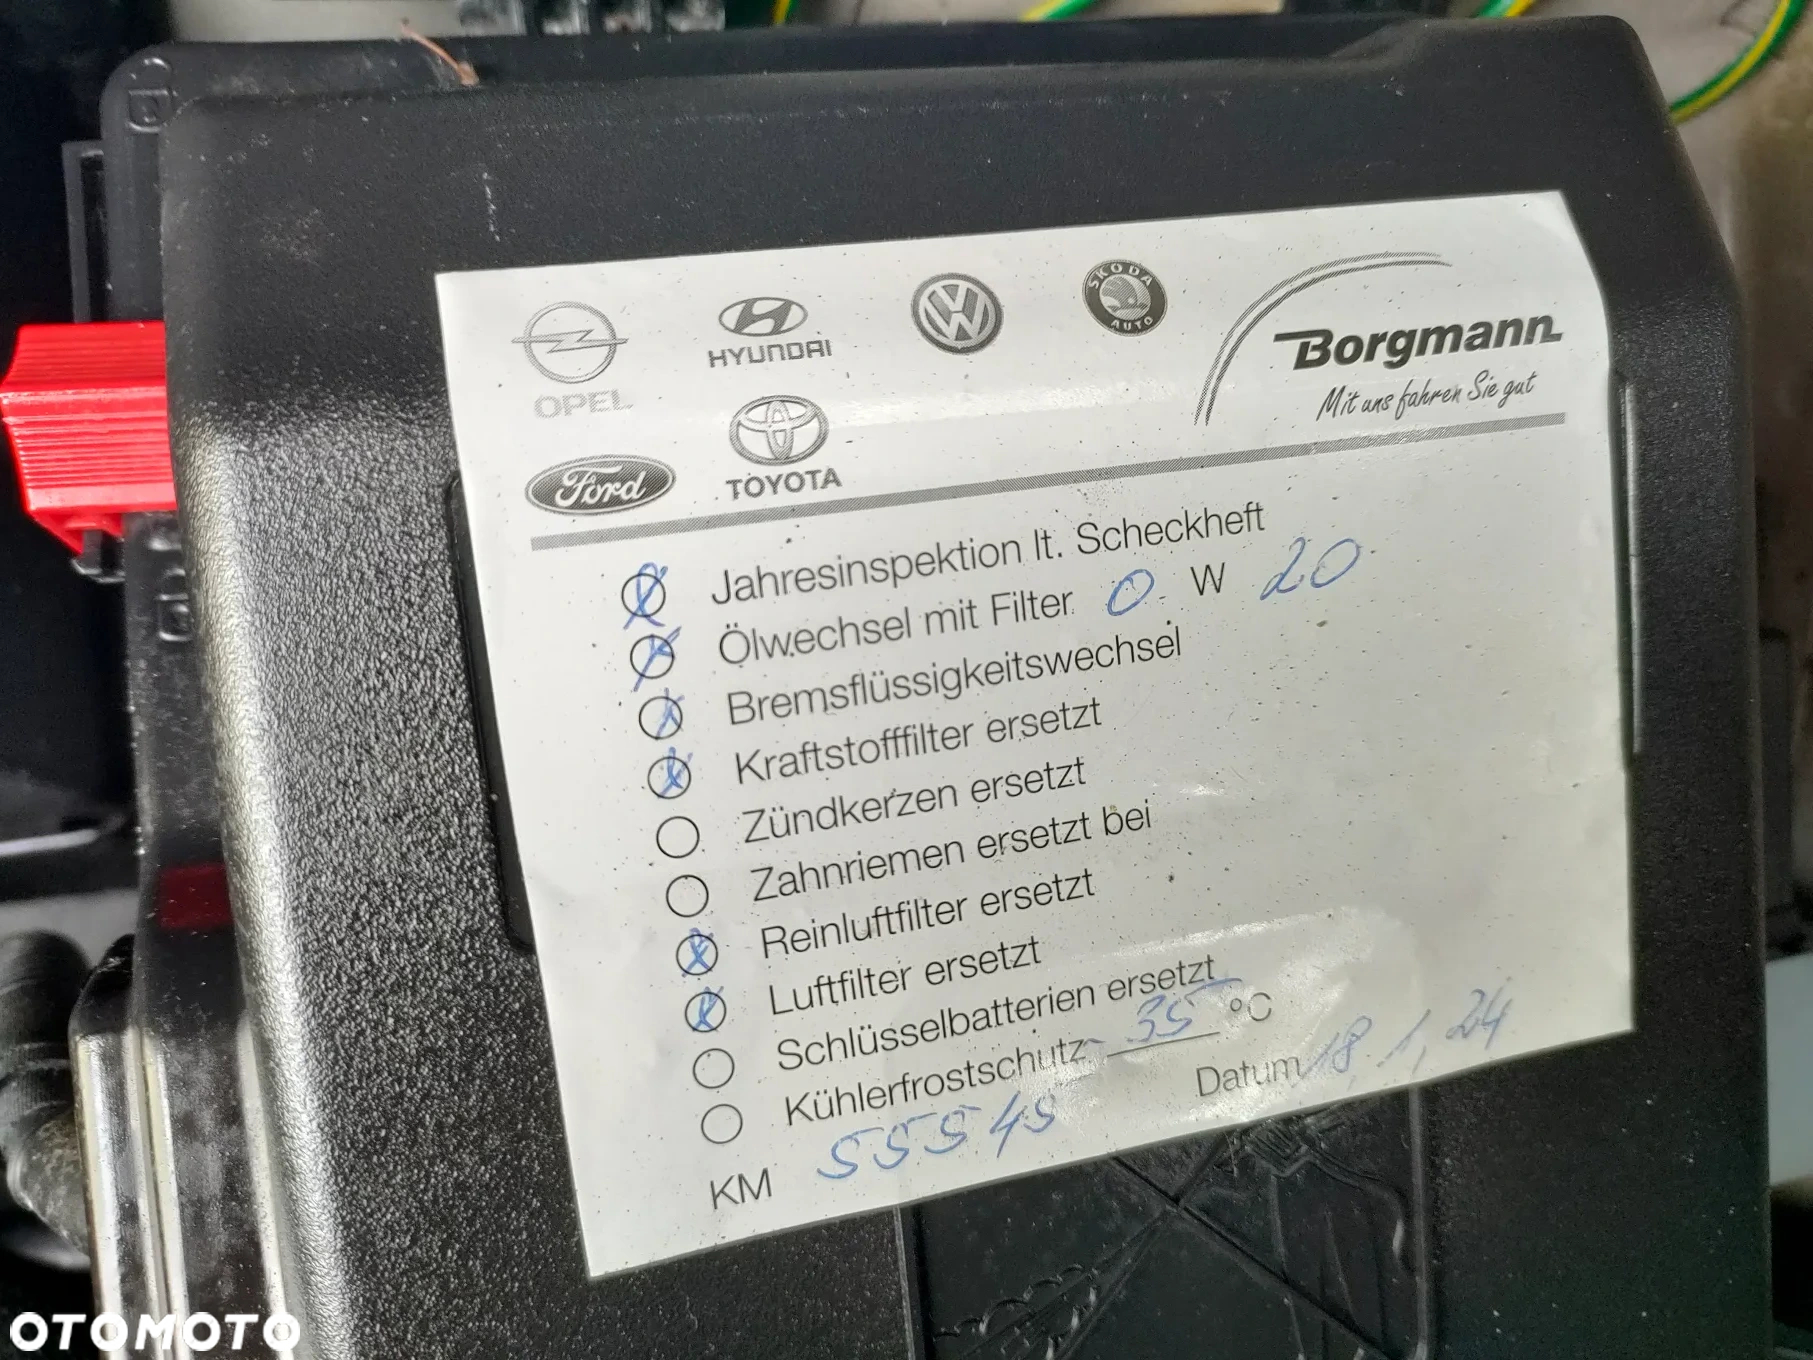 OPEL
HYUNDAI
SKODA
AUTO
Borgmann
Mit uns fahren Sie gut
Ford
TOYOTA
Jahresinspektion lt. Scheckheft
Ölwechsel mit Filter 0 W 20
Bremsflüssigkeitswechsel
Kraftstofffilter ersetzt
Zündkerzen ersetzt
Zahnriemen ersetzt bei
Reinluftfilter ersetzt
Luftfilter ersetzt
Schlüsselbatterien ersetzt
Kühlerfrostschutz - 35 °C
KM 55549 Datum 18.1.24
OTOMOTO